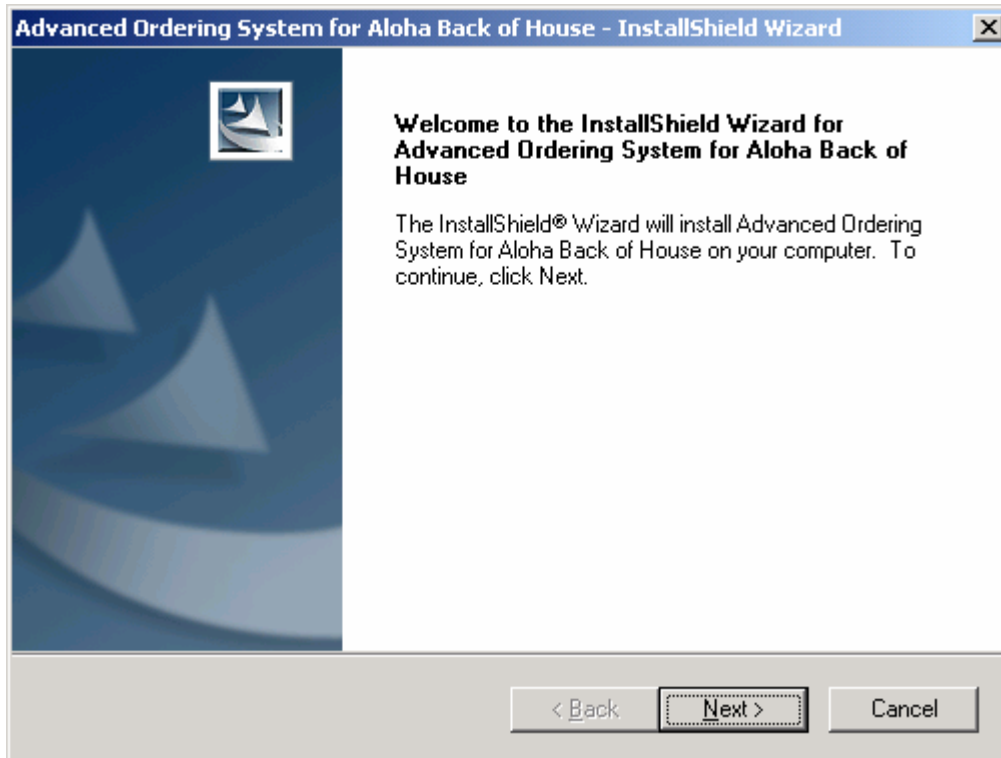 Advanced Ordering System for Aloha Back of House - InstallShield Wizard
Welcome to the InstallShield Wizard for
Advanced Ordering System for Aloha Back of
House
The InstallShield® Wizard will install Advanced Ordering
System for Aloha Back of House on your computer.  To
continue, click Next.
< Back
Next >
Cancel